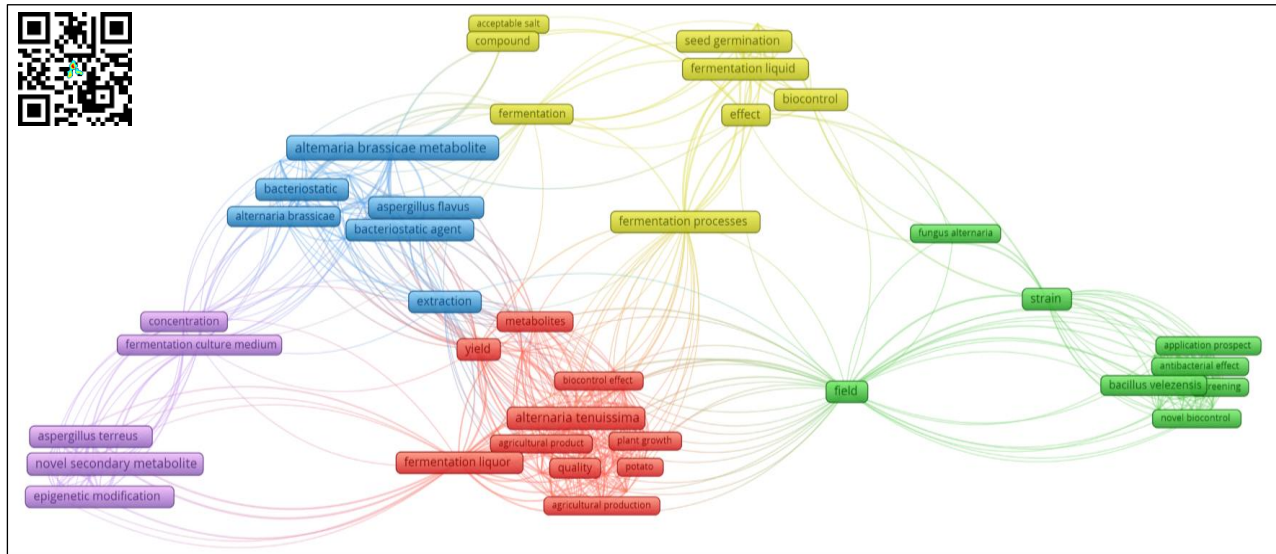 acceptable salt
compound
seed germination
fermentation liquid
biocontrol
fermentation
effect
altemaria brassicae metabolite
bacteriostatic
aspergillus flavus
alternaria brassicae
bacteriostatic agent
fermentation processes
fungus alternaria
extraction
strain
concentration
metabolites
fermentation culture medium
yield
application prospect
antibacterial effect
biocontrol effect
bacillus velezensis
field
novel biocontrol
alternaria tenuissima
aspergillus terreus
agricultural product
plant growth
novel secondary metabolite
fermentation liquor
quality
potato
epigenetic modification
agricultural production